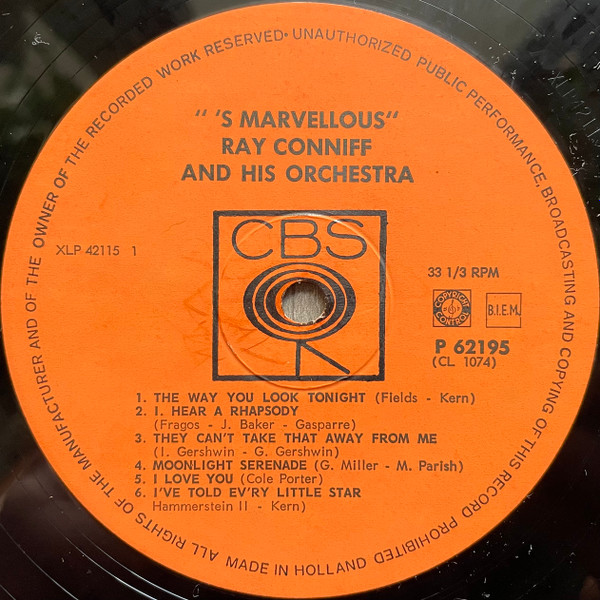 MANUFACTURER AND OF THE OWNER OF THE RECORDED WORK RESERVED• UNAUTHORIZED PUBLIC PERFORMANCE, BROADCASTING AND COPYING OF THIS RECORD PROHIBITED
ALL RIGHTS OF THE
MADE IN HOLLAND
" 'S MARVELLOUS"
RAY CONNIFF
AND HIS ORCHESTRA
CBS
XLP 42115 1
33 1/3 RPM
COPYRIGHT CONTROL
B.I.E.M.
P 62195
(CL 1074)
1. THE WAY YOU LOOK TONIGHT (Fields - Kern)
2. I. HEAR A RHAPSODY
(Fragos - J. Baker - Gasparre)
3. THEY CAN'T TAKE THAT AWAY FROM ME
(I. Gershwin - G. Gershwin)
4. MOONLIGHT SERENADE (G. Miller - M. Parish)
5. I LOVE YOU (Cole Porter)
6. I'VE TOLD EV'RY LITTLE STAR
Hammerstein II - Kern)